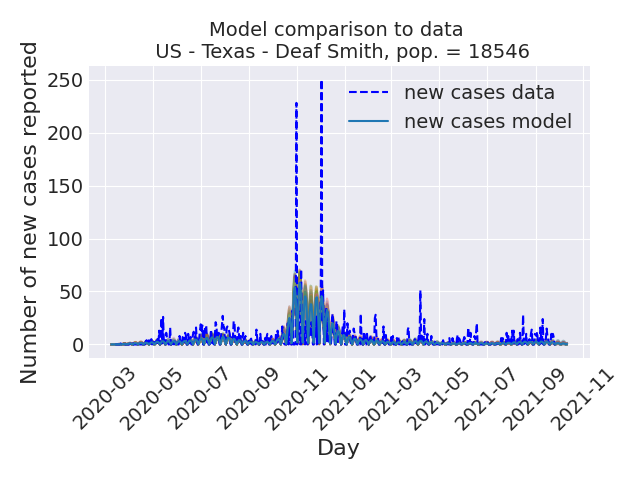 Model comparison to data
US - Texas - Deaf Smith, pop. = 18546
Number of new cases reported
250
200
150
100
50
0
new cases data
new cases model
2020-03
2020-05
2020-07
2020-09
2020-11
2021-01
2021-03
2021-05
2021-07
2021-09
2021-11
Day